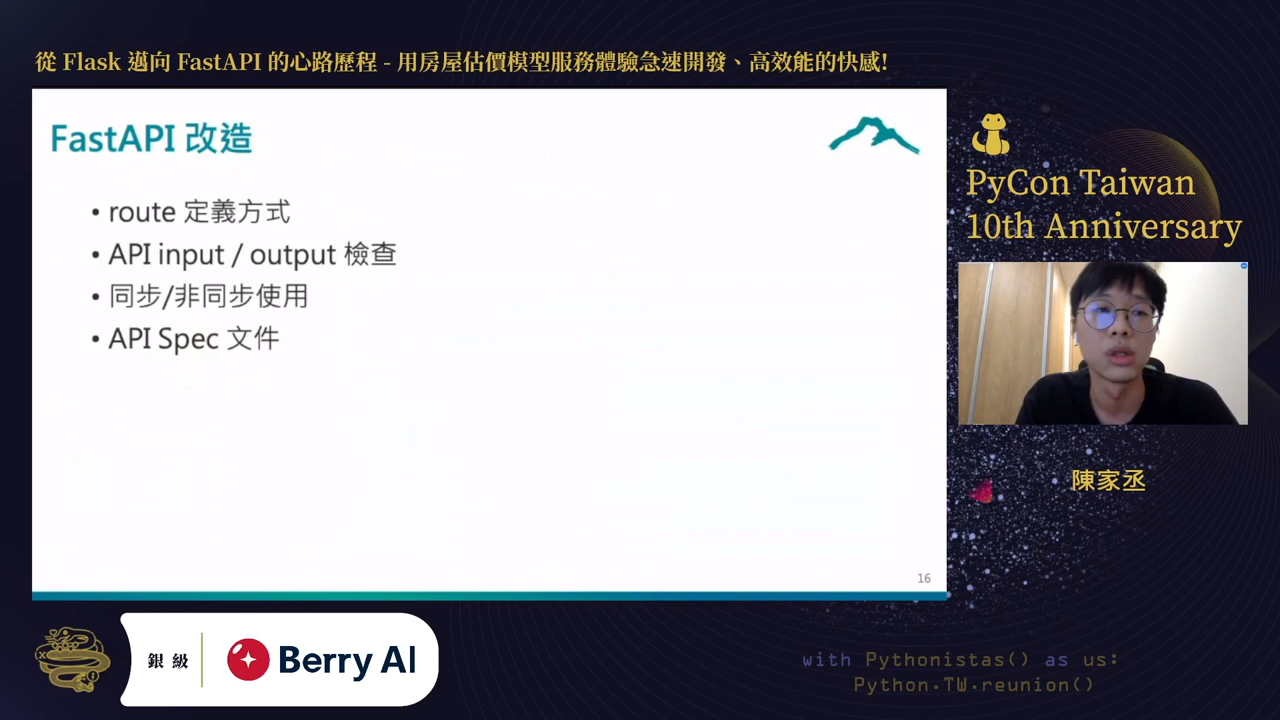 從 Flask 邁向 FastAPI 的心路歷程 - 用房屋估價模型服務體驗急速開發、高效能的快感!
FastAPI 改造
• route 定義方式
• API input / output 檢查
• 同步/非同步使用
• API Spec 文件
16
PyCon Taiwan
10th Anniversary
陳家丞
銀級
Berry AI
with Pythonistas() as us:
Python.TW.reunion()